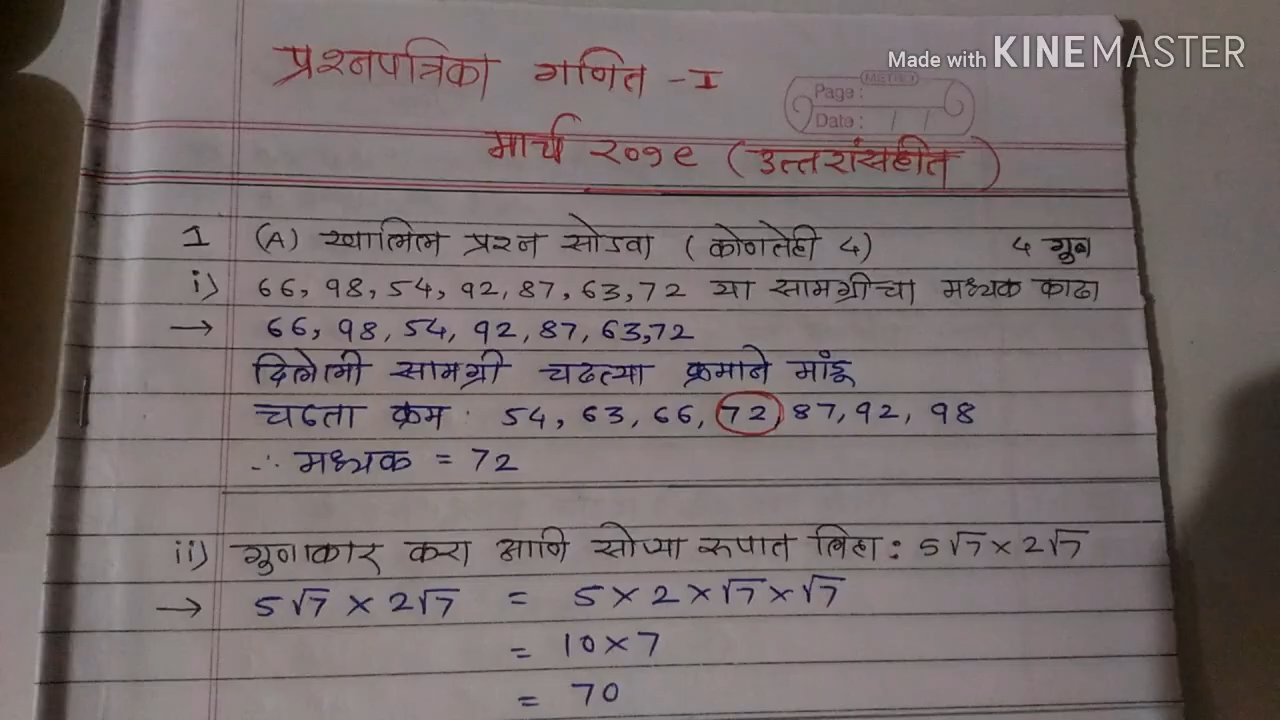 Made with KINEMASTER
प्रश्नपत्रिका गणित - I
METRO
Page :
Date : / /
मार्च २०१९ (उत्तरांसहीत)
1 (A) खालिल प्रश्न सोडवा (कोणतेही 4) ५ गुण
i) 66, 98, 54, 92, 87, 63, 72 या सामग्रीचा मध्यक काढा
→ 66, 98, 54, 92, 87, 63, 72
दिलेली सामग्री चढत्या क्रमाने मांडू
चढता क्रम : 54, 63, 66, 72, 87, 92, 98
∴ मध्यक = 72
ii) गुणाकार करा आणि सोप्या रुपात लिहा : 5√7 × 2√7
→ 5√7 × 2√7 = 5 × 2 × √7 × √7
= 10 × 7
= 70